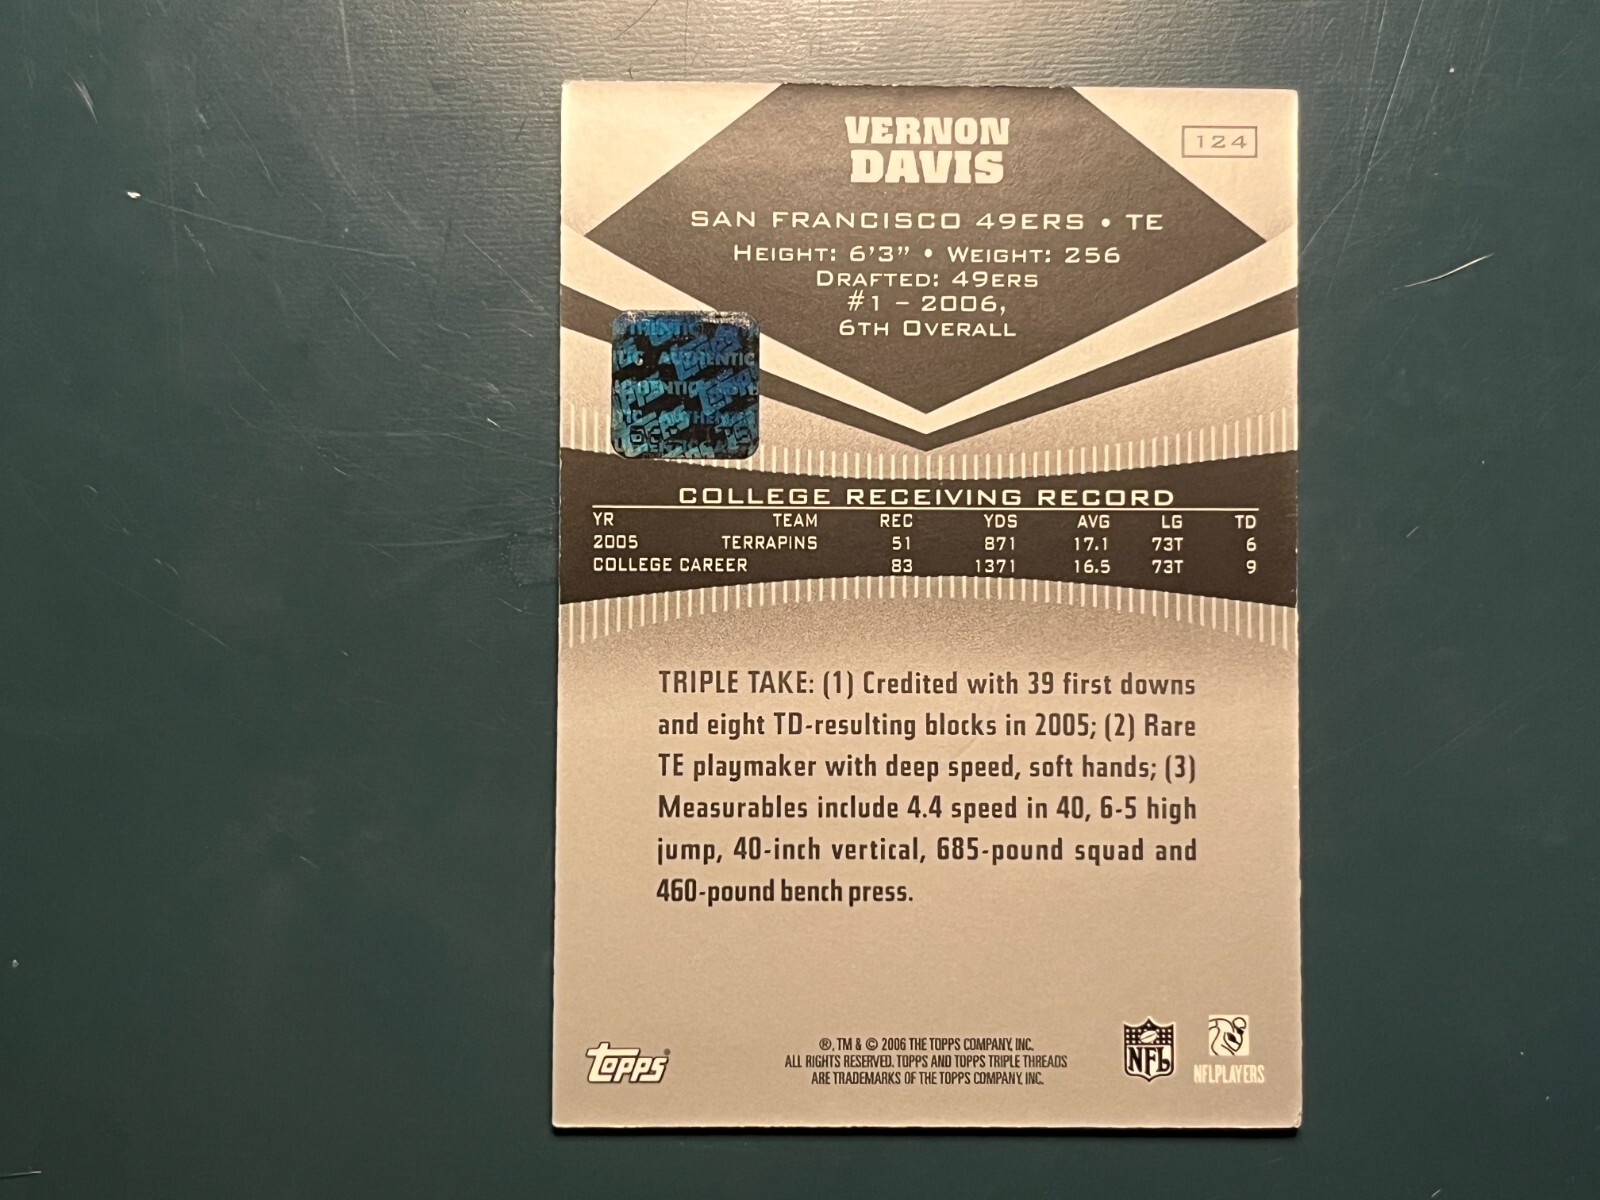 VERNON
DAVIS
124
SAN FRANCISCO 49ERS • TE
HEIGHT: 6'3" • WEIGHT: 256
DRAFTED: 49ERS
#1 – 2006,
6TH OVERALL
AUTHENTIC
COLLEGE RECEIVING RECORD
YR TEAM REC YDS AVG LG TD
2005 TERRAPINS 51 871 17.1 73T 6
COLLEGE CAREER 83 1371 16.5 73T 9
TRIPLE TAKE: (1) Credited with 39 first downs
and eight TD-resulting blocks in 2005; (2) Rare
TE playmaker with deep speed, soft hands; (3)
Measurables include 4.4 speed in 40, 6-5 high
jump, 40-inch vertical, 685-pound squad and
460-pound bench press.
Topps®
®, TM & © 2006 THE TOPPS COMPANY, INC.
ALL RIGHTS RESERVED. TOPPS AND TOPPS TRIPLE THREADS
ARE TRADEMARKS OF THE TOPPS COMPANY, INC.
NFL
NFLPLAYERS